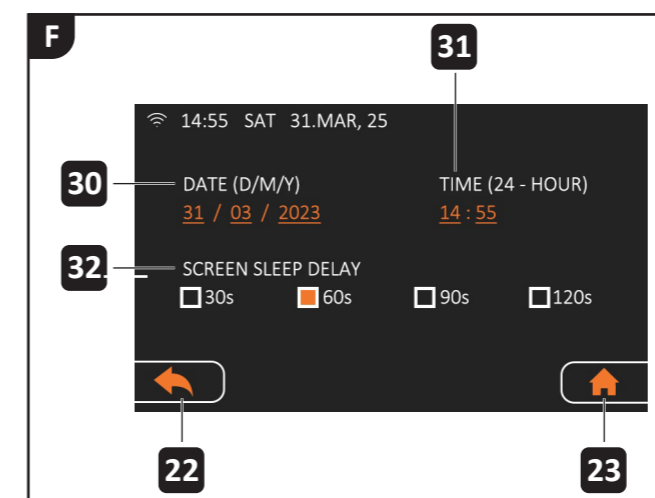 F
31
14:55 SAT 31.MAR, 25
30
DATE (D/M/Y) TIME (24 - HOUR)
31 / 03 / 2023 14 : 55
32
SCREEN SLEEP DELAY
30s 60s 90s 120s
22 23